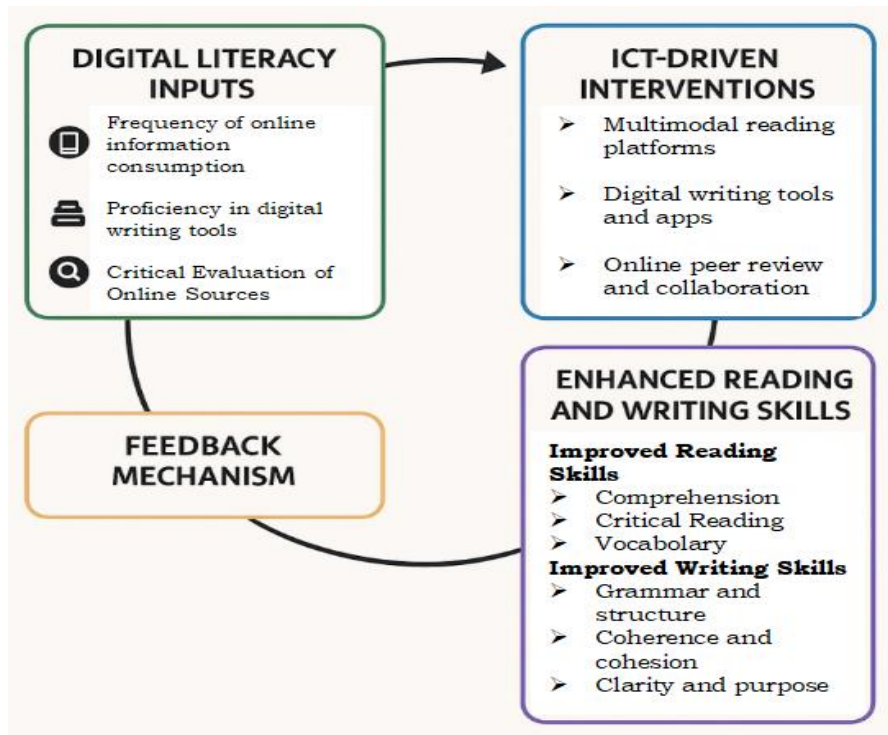 DIGITAL LITERACY
INPUTS
Frequency of online
information
consumption
Proficiency in digital
writing tools
Critical Evaluation of
Online Sources
ICT-DRIVEN
INTERVENTIONS
➢ Multimodal reading
platforms
➢ Digital writing tools
and apps
➢ Online peer review
and collaboration
FEEDBACK
MECHANISM
ENHANCED READING
AND WRITING SKILLS
Improved Reading
Skills
➢ Comprehension
➢ Critical Reading
➢ Vocabolary
Improved Writing Skills
➢ Grammar and
structure
➢ Coherence and
cohesion
➢ Clarity and purpose